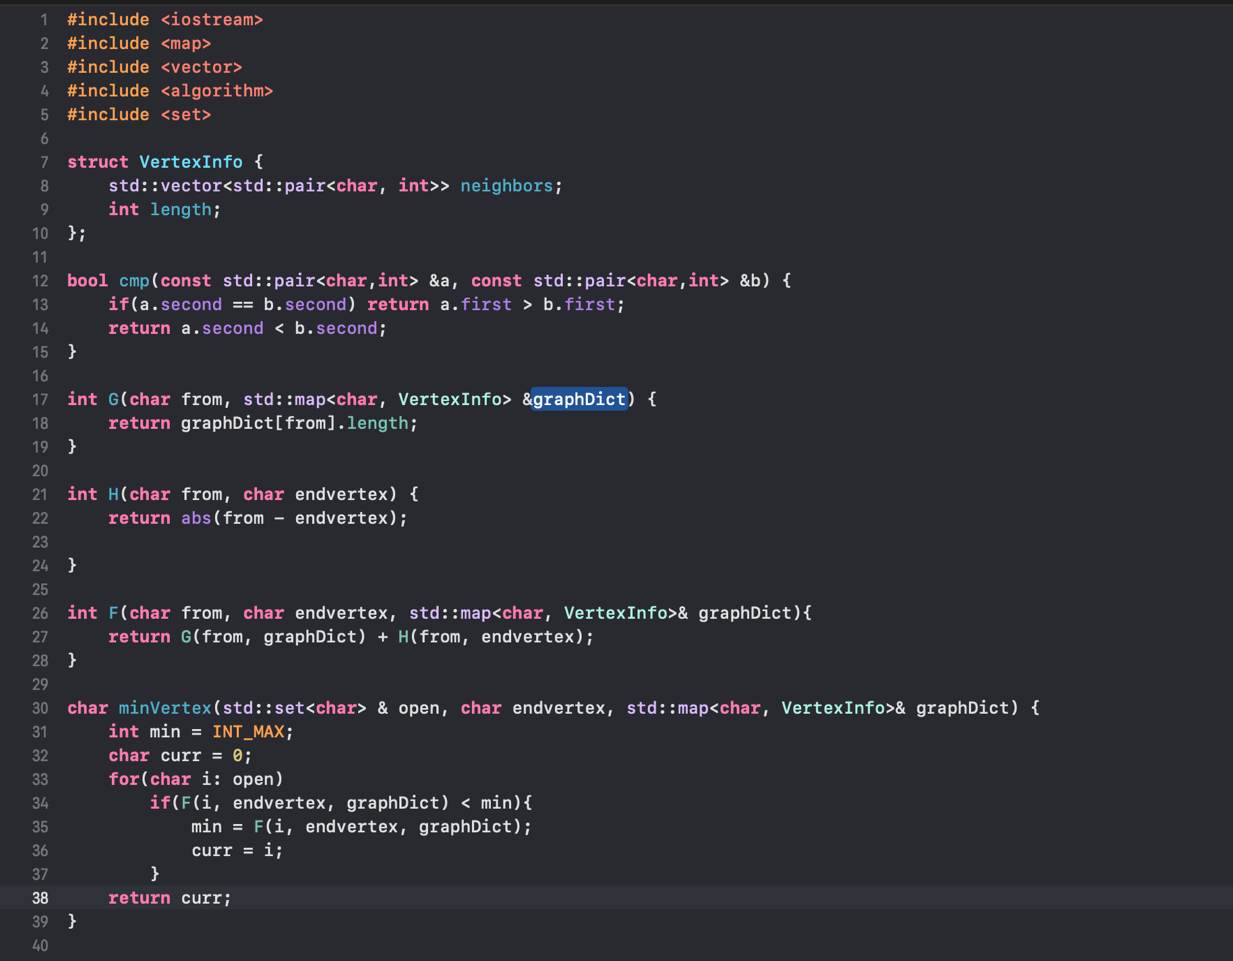 1 #include <iostream>
2 #include <map>
3 #include <vector>
4 #include <algorithm>
5 #include <set>
6
7 struct VertexInfo {
8     std::vector<std::pair<char, int>> neighbors;
9     int length;
10 };
11
12 bool cmp(const std::pair<char,int> &a, const std::pair<char,int> &b) {
13     if(a.second == b.second) return a.first > b.first;
14     return a.second < b.second;
15 }
16
17 int G(char from, std::map<char, VertexInfo> &graphDict) {
18     return graphDict[from].length;
19 }
20
21 int H(char from, char endvertex) {
22     return abs(from - endvertex);
23
24 }
25
26 int F(char from, char endvertex, std::map<char, VertexInfo>& graphDict){
27     return G(from, graphDict) + H(from, endvertex);
28 }
29
30 char minVertex(std::set<char> & open, char endvertex, std::map<char, VertexInfo>& graphDict) {
31     int min = INT_MAX;
32     char curr = 0;
33     for(char i: open)
34         if(F(i, endvertex, graphDict) < min){
35             min = F(i, endvertex, graphDict);
36             curr = i;
37         }
38     return curr;
39 }
40